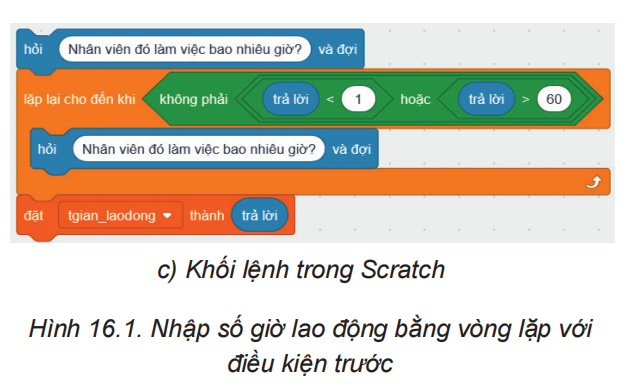 hỏi Nhân viên đó làm việc bao nhiêu giờ? và đợi
lặp lại cho đến khi không phải trả lời < 1 hoặc trả lời > 60
hỏi Nhân viên đó làm việc bao nhiêu giờ? và đợi
đặt tgian_laodong thành trả lời
c) Khối lệnh trong Scratch
Hình 16.1. Nhập số giờ lao động bằng vòng lặp với
điều kiện trước